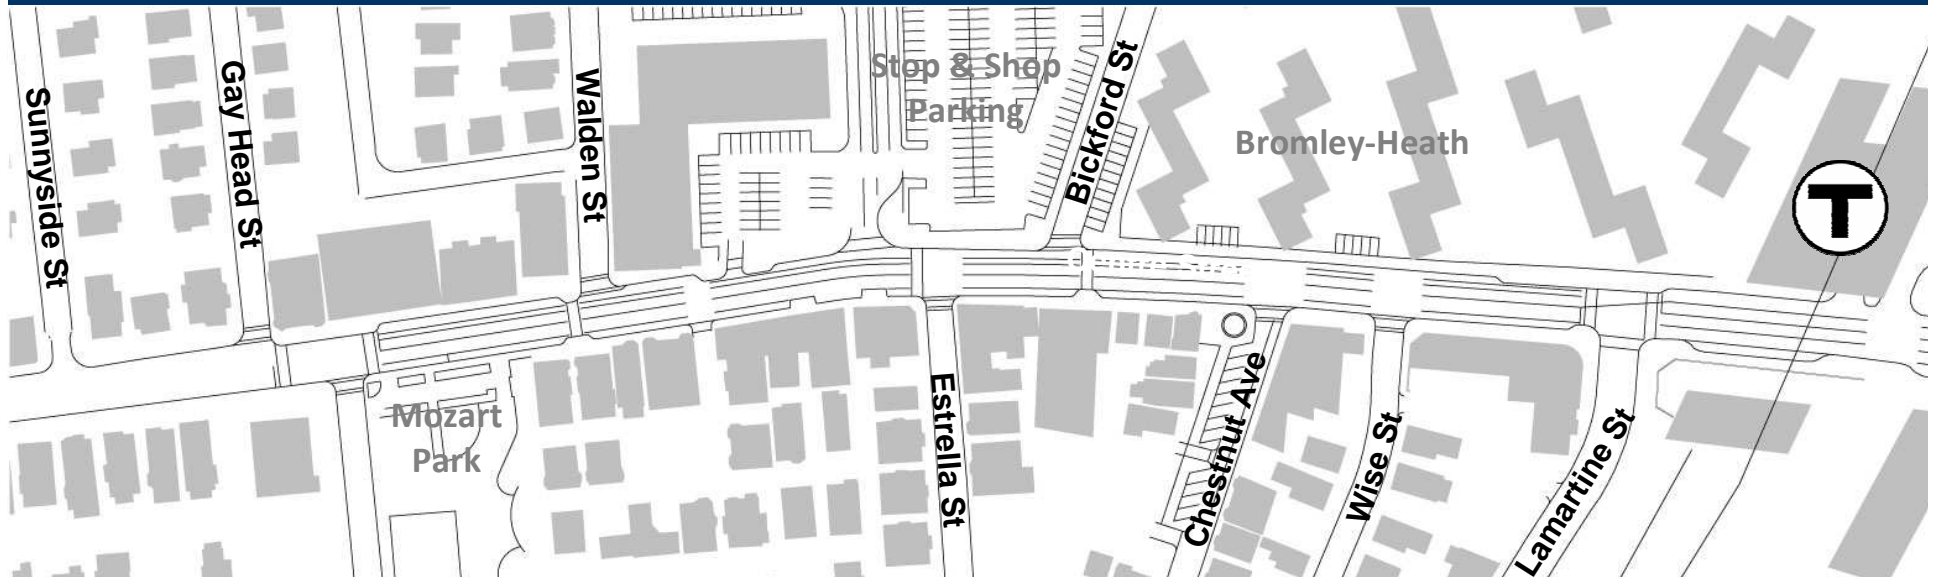 Sunnyside St
Gay Head St
Walden St
Stop & Shop
Parking
Bickford St
Bromley-Heath
T
Mozart
Park
Estrella St
Chestnut Ave
Wise St
Lamartine St